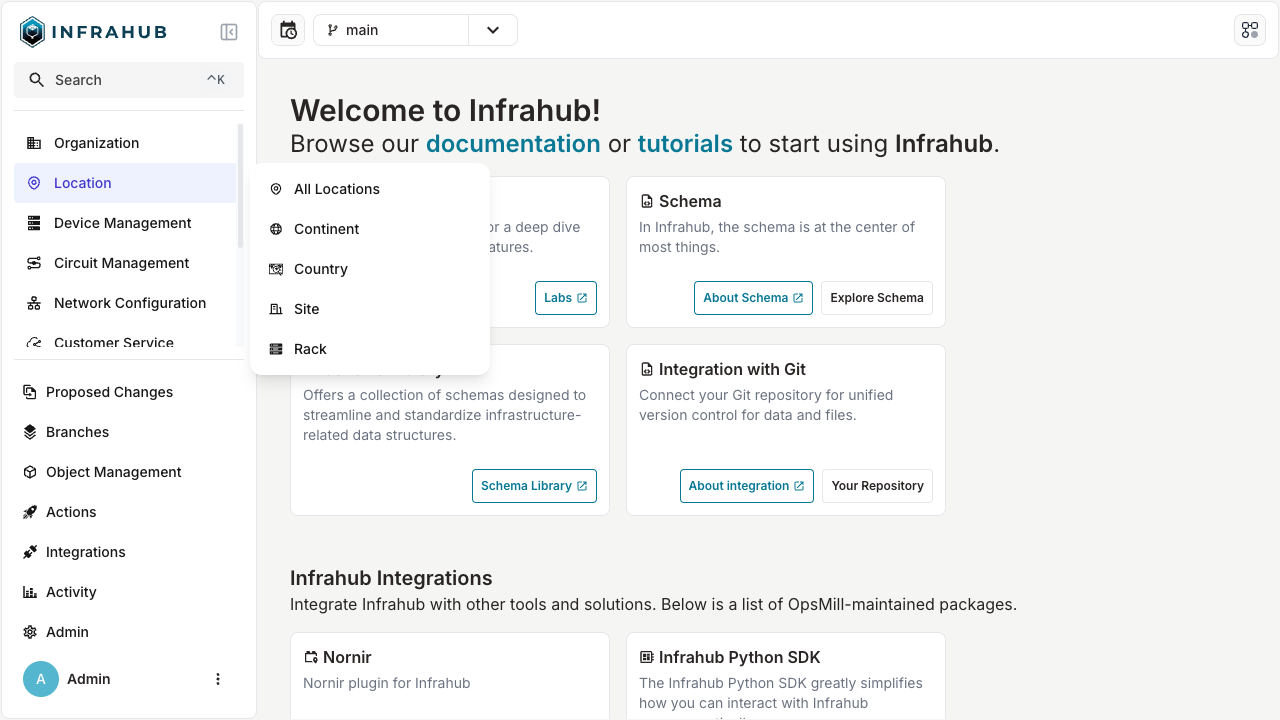 INFRAHUB
Search
^K
Organization
Location
Device Management
Circuit Management
Network Configuration
Customer Service
Proposed Changes
Branches
Object Management
Actions
Integrations
Activity
Admin
A
Admin
main
Welcome to Infrahub!
Browse our documentation or tutorials to start using Infrahub.
All Locations
Continent
Country
Site
Rack
or a deep dive
Labs
Schema
In Infrahub, the schema is at the center of
most things.
About Schema
Explore Schema
Offers a collection of schemas designed to
streamline and standardize infrastructure-
related data structures.
Schema Library
Integration with Git
Connect your Git repository for unified
version control for data and files.
About integration
Your Repository
Infrahub Integrations
Integrate Infrahub with other tools and solutions. Below is a list of OpsMill-maintained packages.
Nornir
Nornir plugin for Infrahub
Infrahub Python SDK
The Infrahub Python SDK greatly simplifies
how you can interact with Infrahub